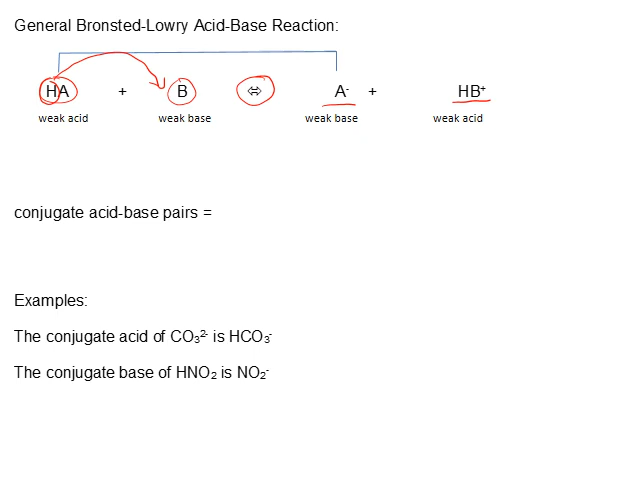 General Bronsted-Lowry Acid-Base Reaction:
HA + B ⇔ A⁻ + HB⁺
weak acid weak base weak base weak acid
conjugate acid-base pairs =
Examples:
The conjugate acid of CO₃²⁻ is HCO₃⁻
The conjugate base of HNO₂ is NO₂⁻